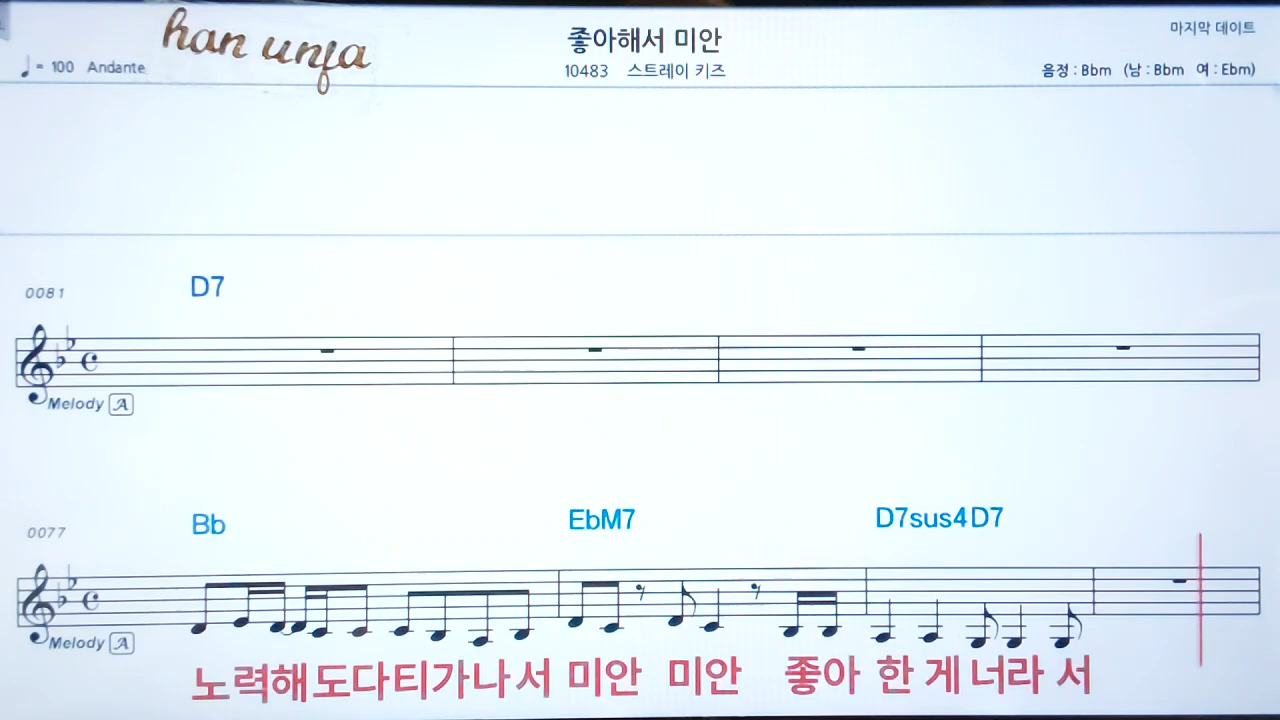 han unfa
좋아해서 미안
마지막 데이트
♩ = 100 Andante
10483 스트레이 키즈
음정 : Bbm (남 : Bbm 여 : Ebm)
0081
D7
Melody A
0077
Bb EbM7 D7sus4 D7
Melody A
노력해도다티가나서 미안 미안 좋아 한 게 너라 서